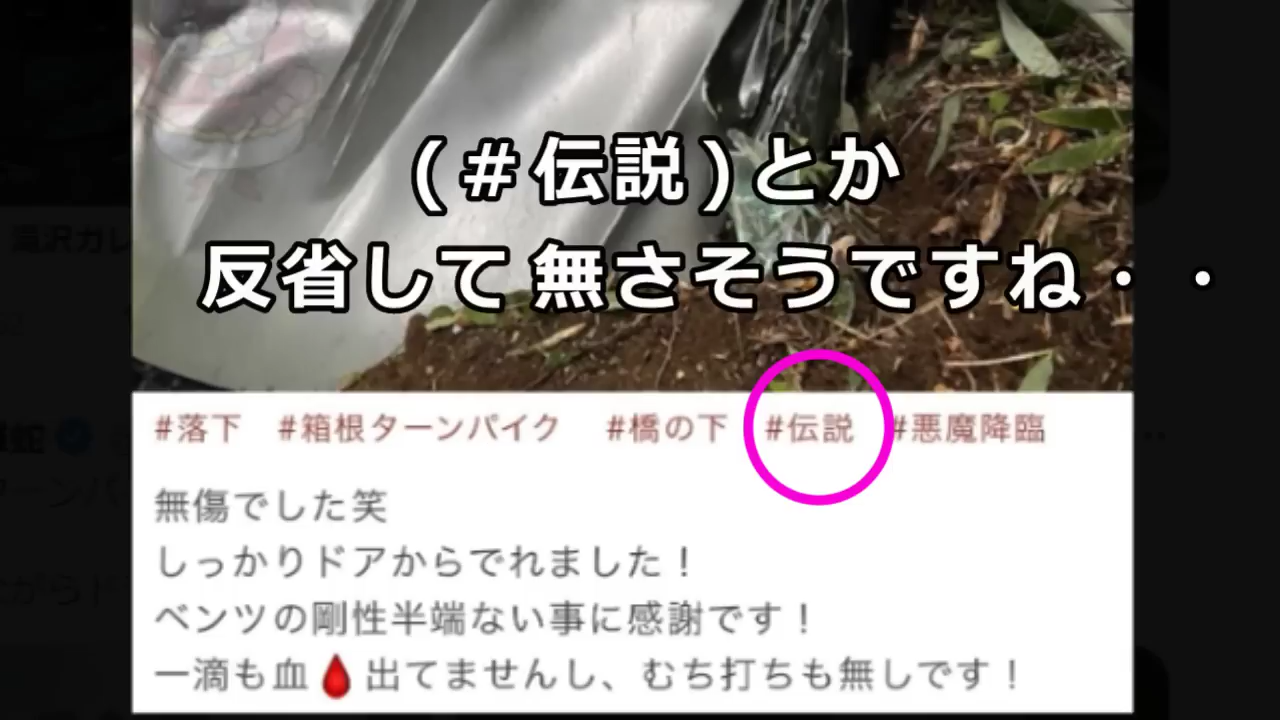 (#伝説)とか
反省して無さそうですね・・
#落下 #箱根ターンパイク #橋の下 #伝説 #悪魔降臨
無傷でした笑
しっかりドアからでれました！
ベンツの剛性半端ない事に感謝です！
一滴も血🩸出てませんし、むち打ちも無しです！